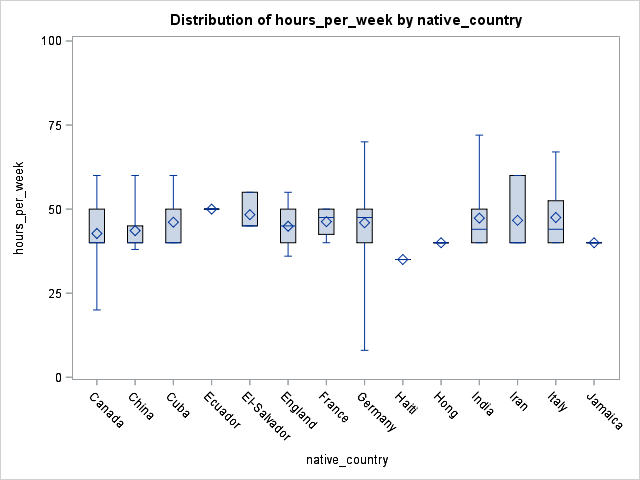 Distribution of hours_per_week by native_country
100
75
50
25
0
hours_per_week
Canada
China
Cuba
Ecuador
El-Salvador
England
France
Germany
Haiti
Hong
India
Iran
Italy
Jamaica
native_country